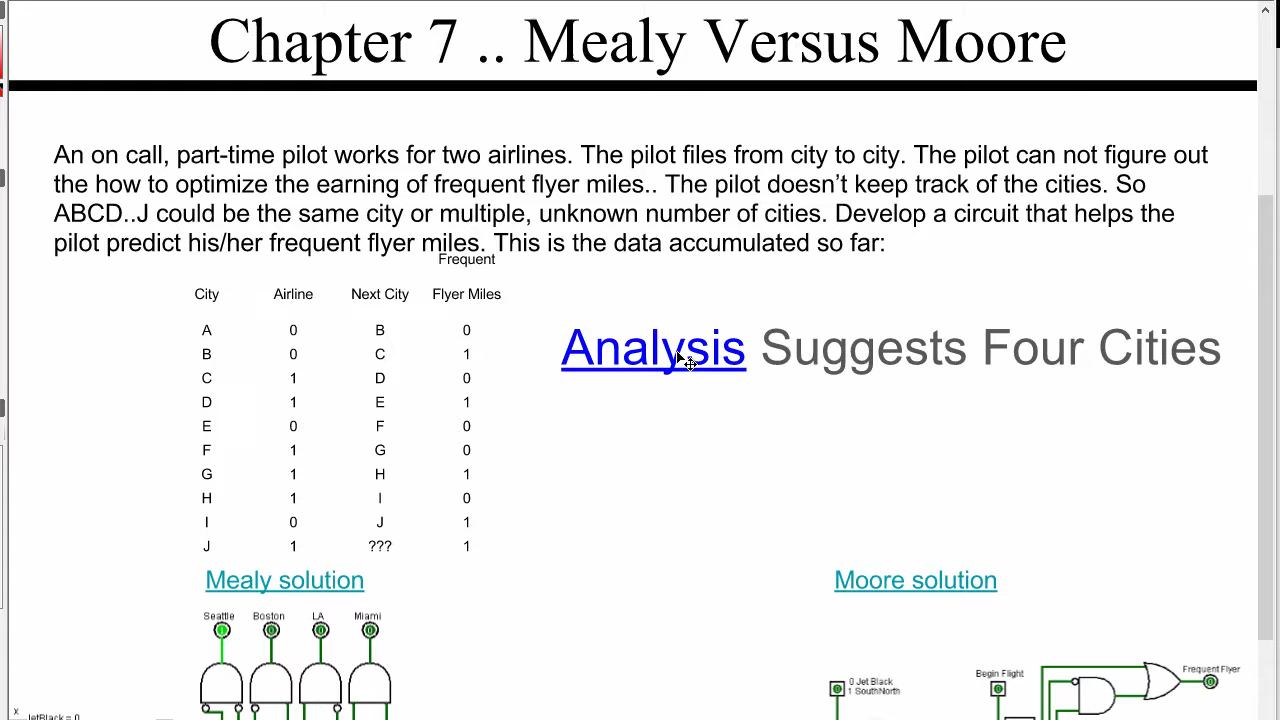 Chapter 7 .. Mealy Versus Moore
An on call, part-time pilot works for two airlines. The pilot files from city to city. The pilot can not figure out
the how to optimize the earning of frequent flyer miles.. The pilot doesn't keep track of the cities. So
ABCD..J could be the same city or multiple, unknown number of cities. Develop a circuit that helps the
pilot predict his/her frequent flyer miles. This is the data accumulated so far:
Frequent
City Airline Next City Flyer Miles
A 0 B 0
B 0 C 1
C 1 D 0
D 1 E 1
E 0 F 0
F 1 G 0
G 1 H 1
H 1 I 0
I 0 J 1
J 1 ??? 1
Analysis Suggests Four Cities
Mealy solution
Moore solution
Seattle Boston LA Miami
Begin Flight
Frequent Flyer
0 Jet Black
1 SouthNorth
x
JetBlack = 0